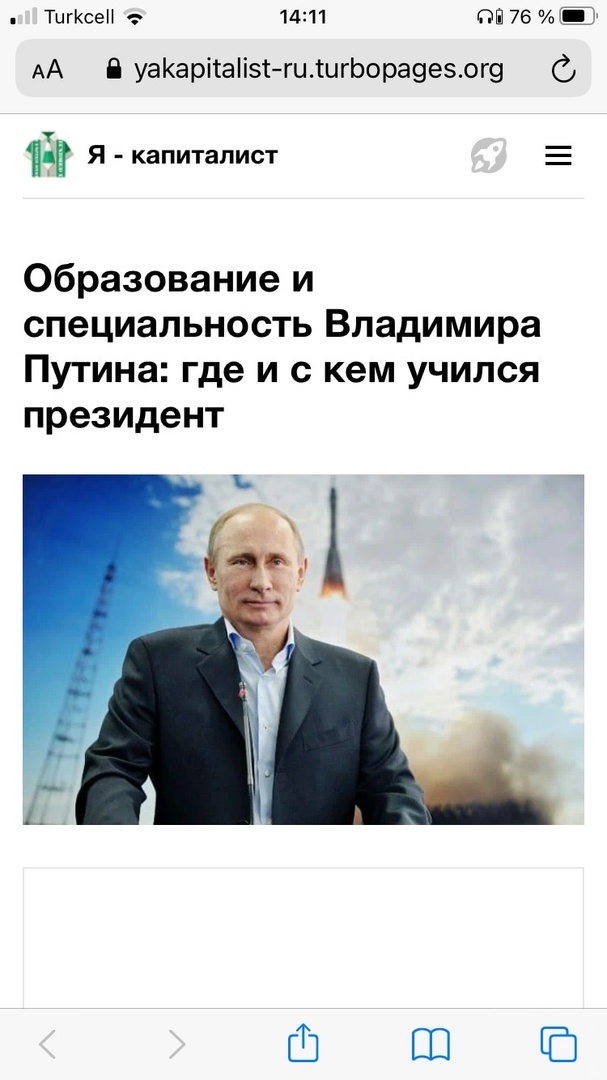 Turkcell 14:11 76 %
AA yakapitalist-ru.turbopages.org
Я - капиталист
Образование и
специальность Владимира
Путина: где и с кем учился
президент